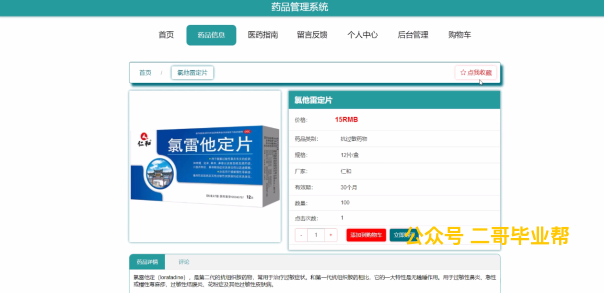 药品管理系统
首页 药品信息 医药指南 留言反馈 个人中心 后台管理 购物车
首页 氯他雷定片 点我收藏
氯他雷定片
价格： 15RMB
药品类别： 抗过敏药物
规格： 12片/盒
厂家： 仁和
有效期： 30个月
数量： 100
点击次数： 1
- 1 + 添加到购物车 立即购买
仁和
氯雷他定片
公众号 二哥毕业帮
药品详情 评论
氯雷他定（loratadine），是第二代的抗组织胺药物，常用于治疗过敏症状。和第一代抗组织胺药相比，它的一大特性是无嗜睡作用。用于过敏性鼻炎、急性
或慢性荨麻疹、过敏性结膜炎、花粉症及其他过敏性皮肤病。